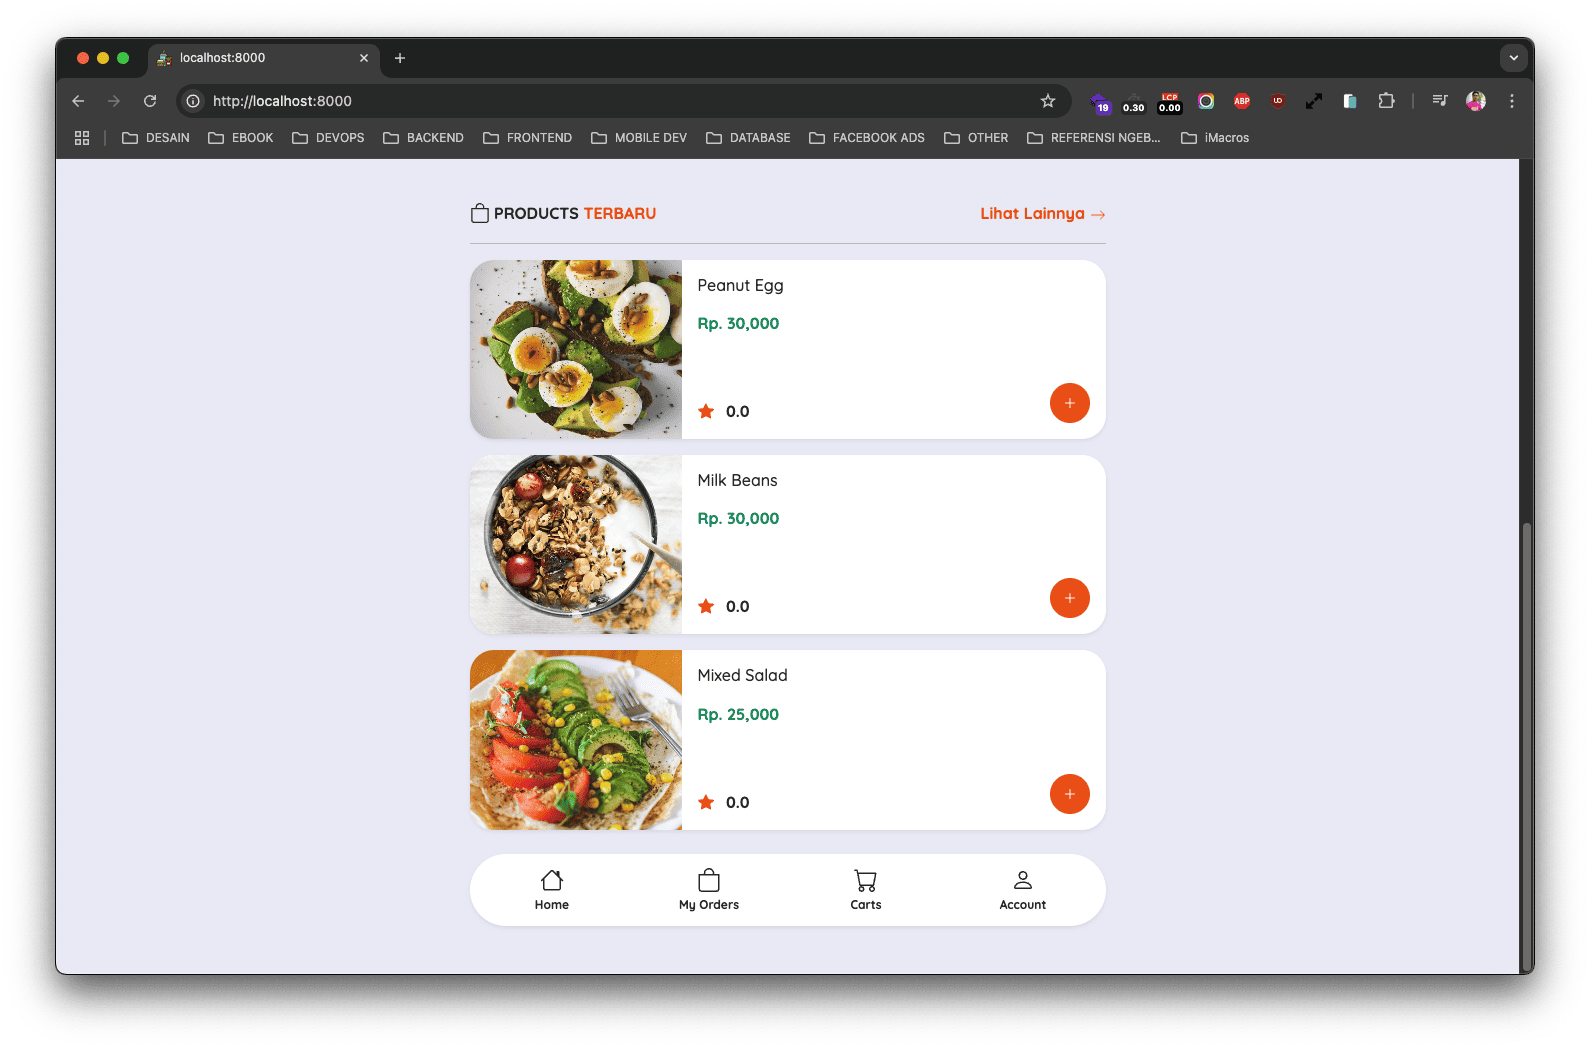 localhost:8000
http://localhost:8000
19
0.30
LCP
0.00
ABP
UD
DESAIN
EBOOK
DEVOPS
BACKEND
FRONTEND
MOBILE DEV
DATABASE
FACEBOOK ADS
OTHER
REFERENSI NGEB...
iMacros
PRODUCTS TERBARU
Lihat Lainnya →
Peanut Egg
Rp. 30,000
0.0
+
Milk Beans
Rp. 30,000
0.0
+
Mixed Salad
Rp. 25,000
0.0
+
Home
My Orders
Carts
Account